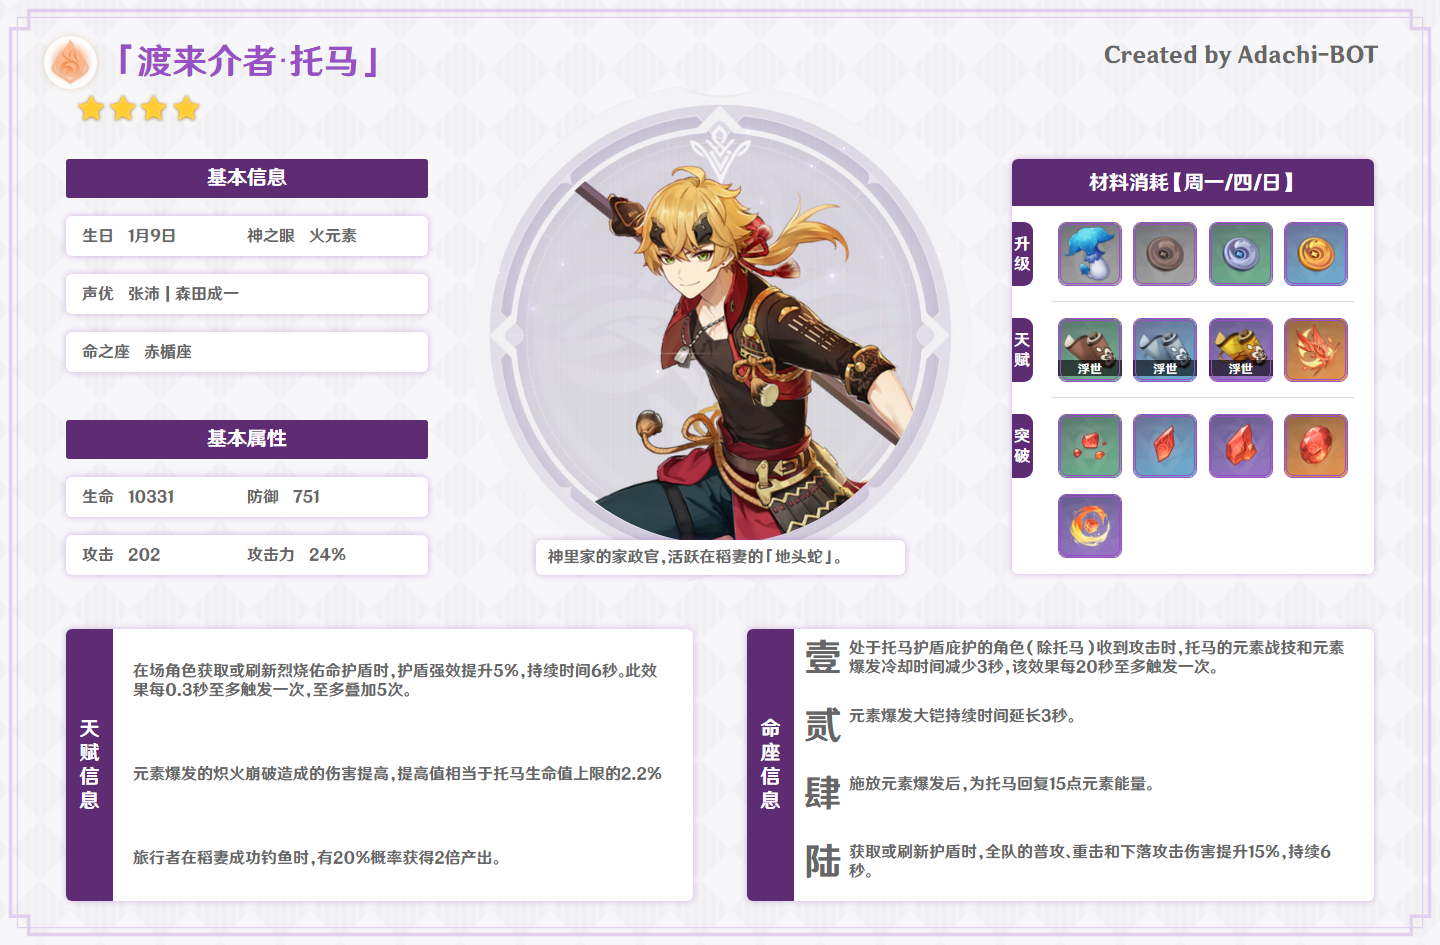 「渡来介者·托马」
Created by Adachi-BOT
基本信息
生日 1月9日 神之眼 火元素
声优 张沛 | 森田成一
命之座 赤楯座
基本属性
生命 10331 防御 751
攻击 202 攻击力 24%
神里家的家政官,活跃在稻妻的「地头蛇」。
材料消耗【周一/四/日】
升级
天赋
浮世 浮世 浮世
突破
天赋信息
在场角色获取或刷新烈烧佑命护盾时,护盾强效提升5%,持续时间6秒。此效
果每0.3秒至多触发一次,至多叠加5次。
元素爆发的炽火崩破造成的伤害提高,提高值相当于托马生命值上限的2.2%
旅行者在稻妻成功钓鱼时,有20%概率获得2倍产出。
命座信息
壹 处于托马护盾庇护的角色(除托马)收到攻击时,托马的元素战技和元素
爆发冷却时间减少3秒,该效果每20秒至多触发一次。
贰 元素爆发大铠持续时间延长3秒。
肆 施放元素爆发后,为托马回复15点元素能量。
陆 获取或刷新护盾时,全队的普攻、重击和下落攻击伤害提升15%,持续6
秒。